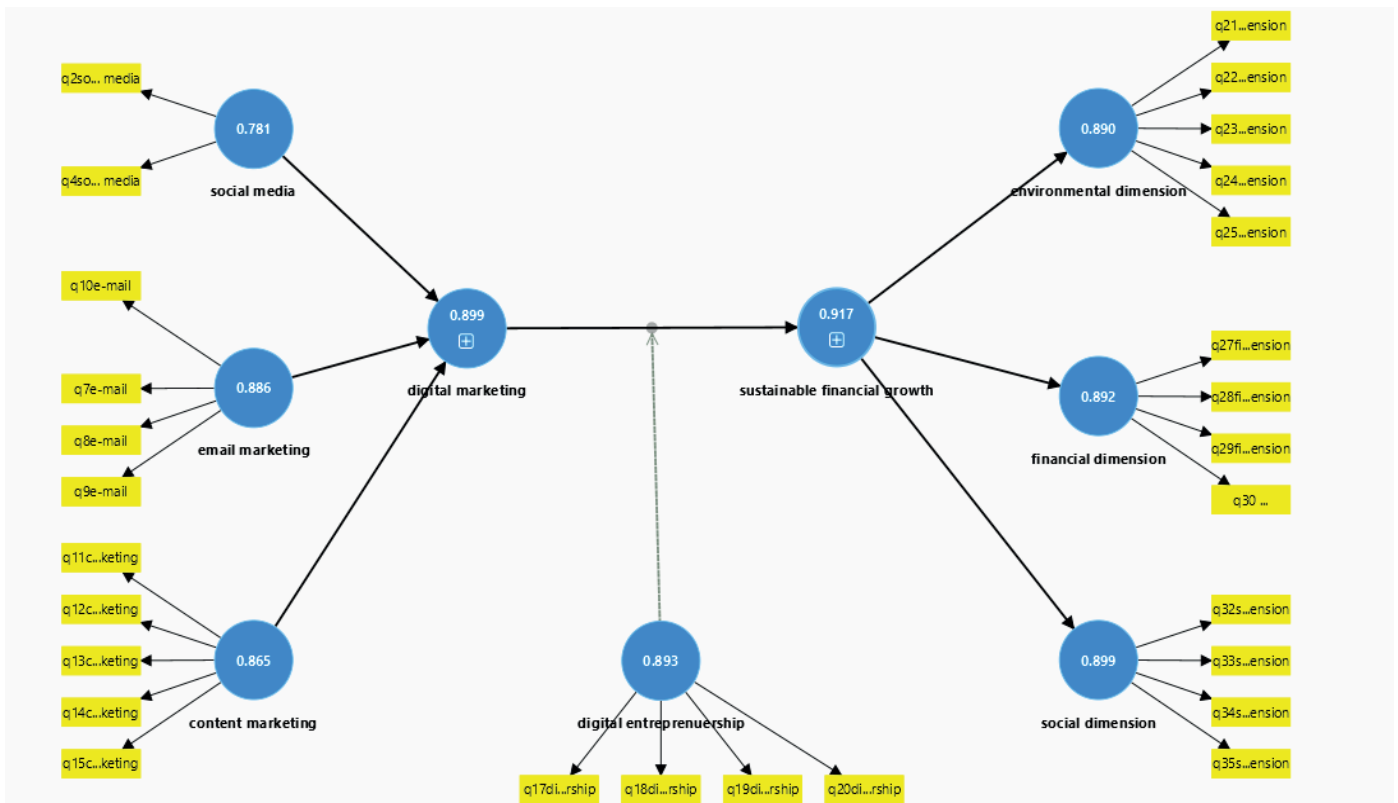 q2so... media
q4so... media
0.781
social media
q10e-mail
q7e-mail
q8e-mail
q9e-mail
0.886
email marketing
q11c...keting
q12c...keting
q13c...keting
q14c...keting
q15c...keting
0.865
content marketing
0.899
digital marketing
0.893
digital entreprenuership
q17di...rship
q18di...rship
q19di...rship
q20di...rship
0.917
sustainable financial growth
0.890
environmental dimension
q21...ension
q22...ension
q23...ension
q24...ension
q25...ension
0.892
financial dimension
q27fi...ension
q28fi...ension
q29fi...ension
q30 ...
0.899
social dimension
q32s...ension
q33s...ension
q34s...ension
q35s...ension